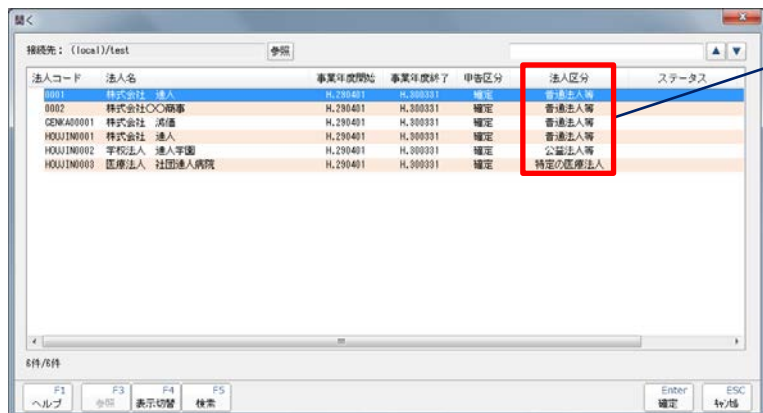 開く
接続先： (local)/test 参照
法人コード 法人名 事業年度開始 事業年度終了 申告区分 法人区分 ステータス
0001 株式会社 達人 H.290401 H.300331 確定 普通法人等
0002 株式会社〇〇商事 H.290401 H.300331 確定 普通法人等
GENKA00001 株式会社 減価 H.290401 H.300331 確定 普通法人等
HOUJIN0001 株式会社 達人 H.290401 H.300331 確定 普通法人等
HOUJIN0002 学校法人 達人学園 H.290401 H.300331 確定 公益法人等
HOUJIN0003 医療法人 社団達人病院 H.290401 H.300331 確定 特定の医療法人
6件/6件
F1 F3 F4 F5 Enter ESC
ヘルプ 参照 表示切替 検索 確定 ｷｬﾝｾﾙ